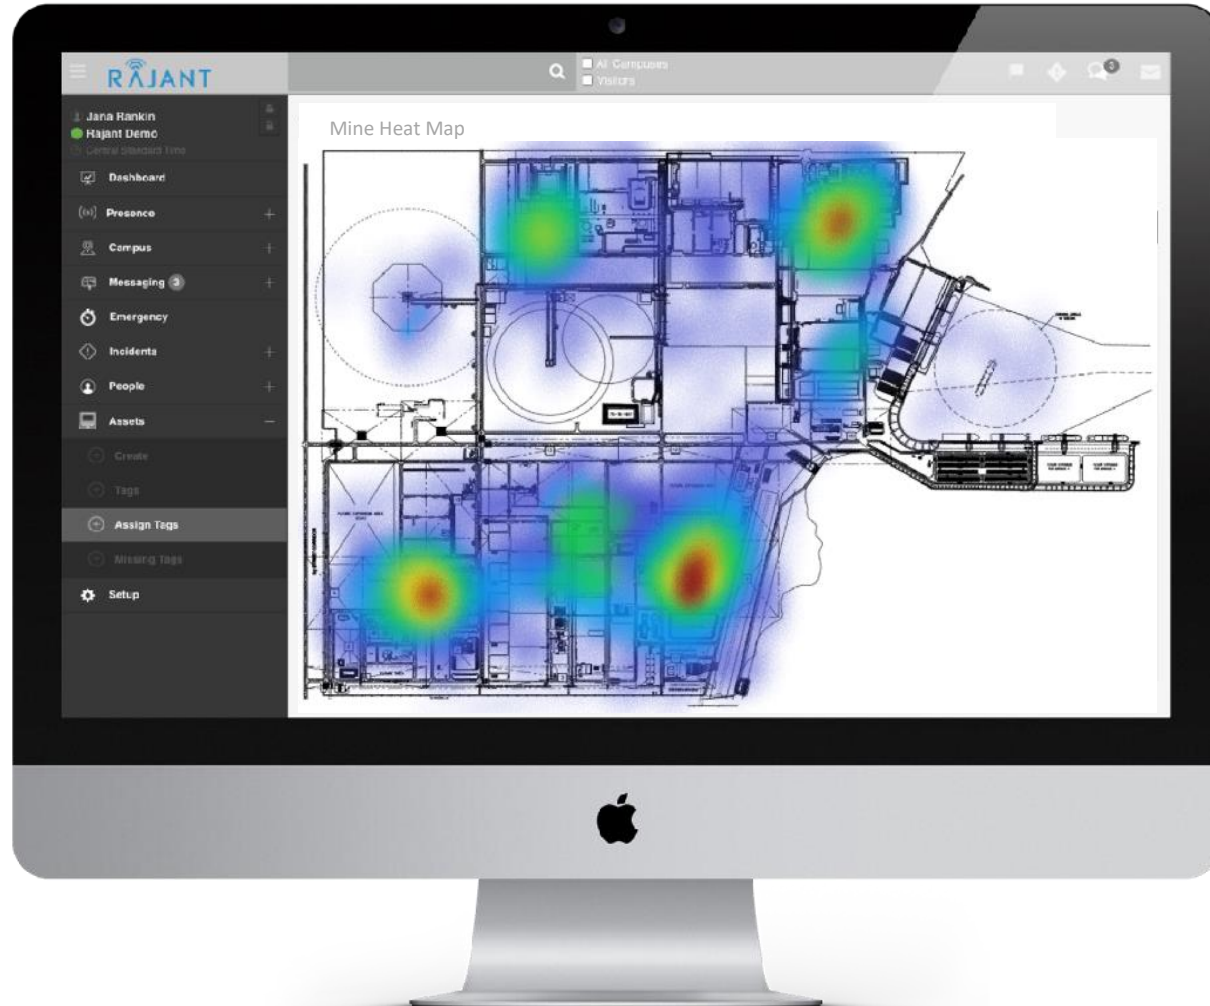 RAJANT
All Campuses
Visitors
3
Jana Rankin
Rajant Demo
Central Standard Time
Dashboard
Presence
Campus
Messaging 3
Emergency
Incidents
People
Assets
Create
Tags
Assign Tags
Missing Tags
Setup
Mine Heat Map